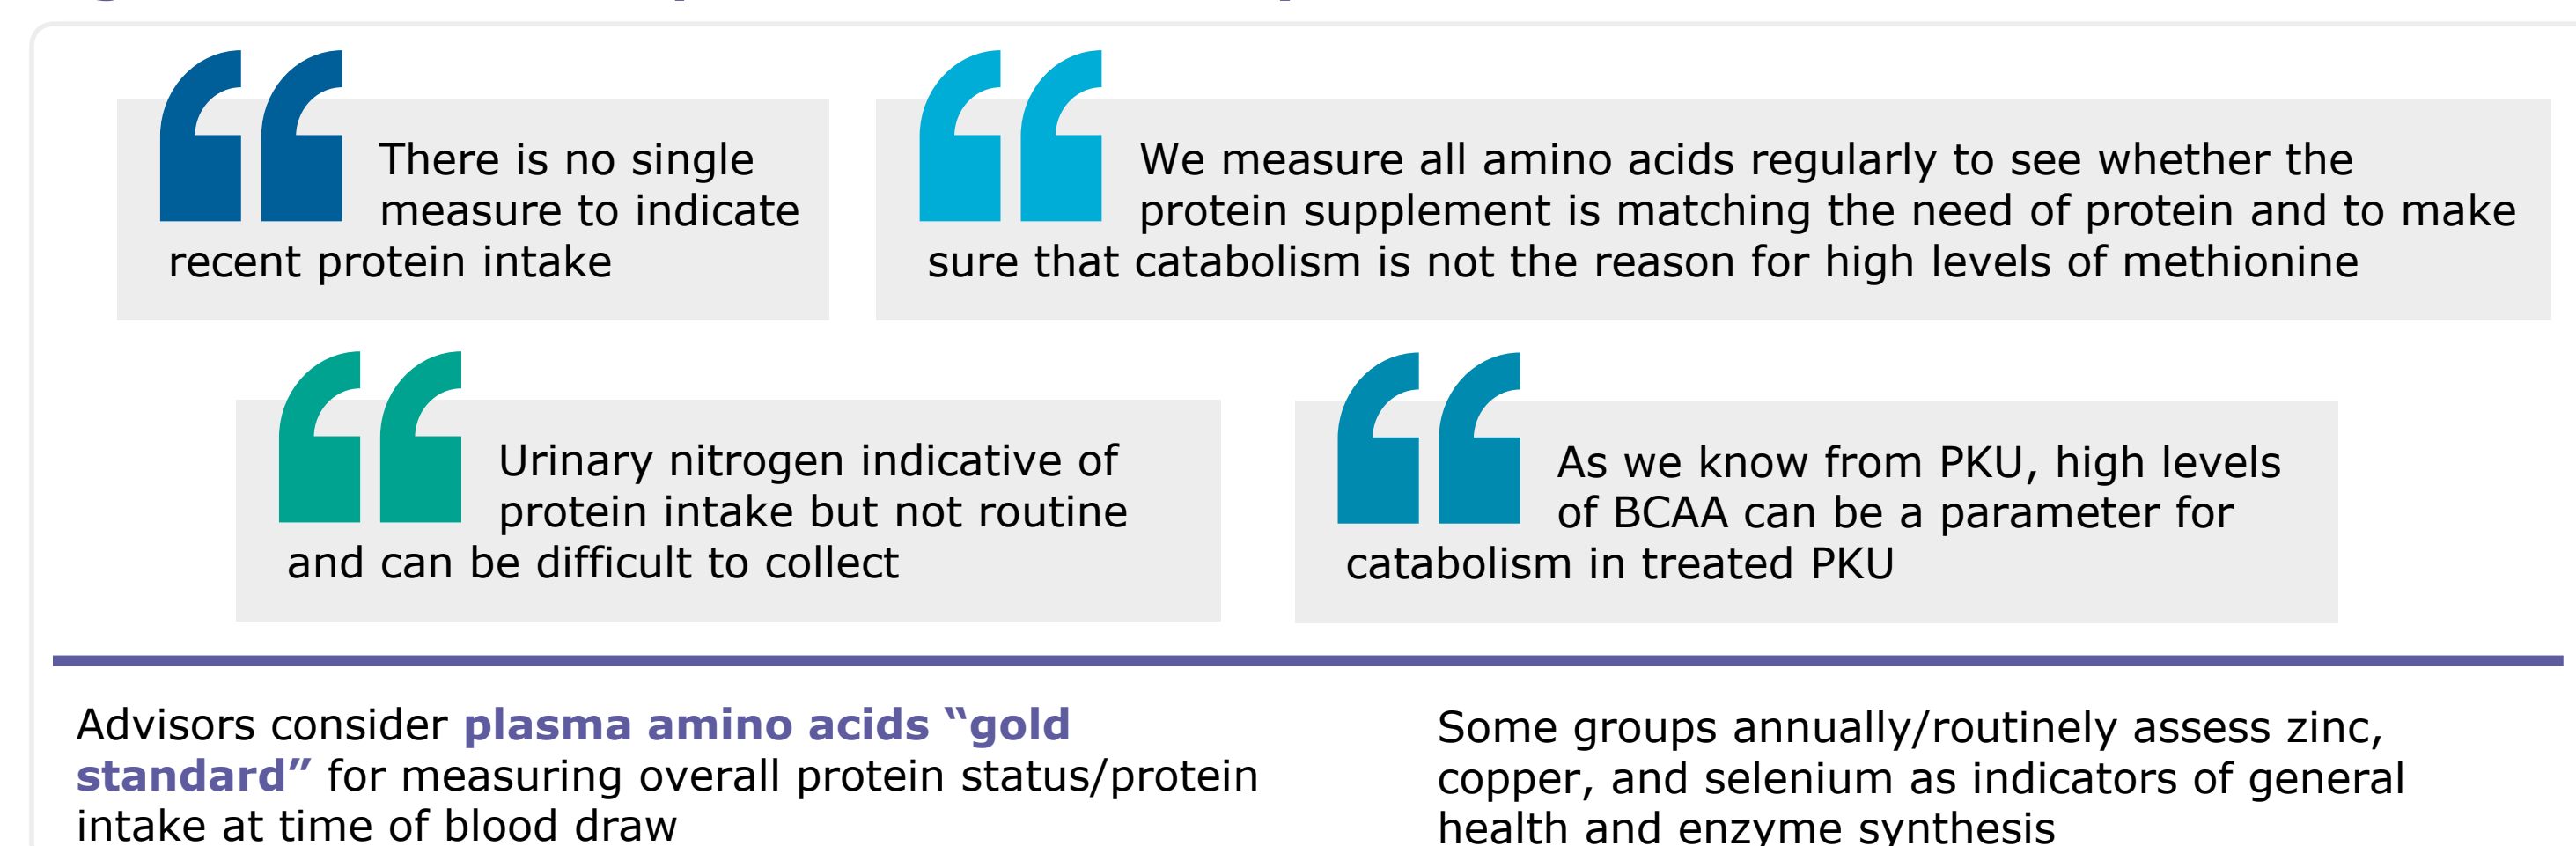 There is no single
measure to indicate
recent protein intake
We measure all amino acids regularly to see whether the
protein supplement is matching the need of protein and to make
sure that catabolism is not the reason for high levels of methionine
Urinary nitrogen indicative of
protein intake but not routine
and can be difficult to collect
As we know from PKU, high levels
of BCAA can be a parameter for
catabolism in treated PKU
Advisors consider plasma amino acids “gold
standard” for measuring overall protein status/protein
intake at time of blood draw
Some groups annually/routinely assess zinc,
copper, and selenium as indicators of general
health and enzyme synthesis